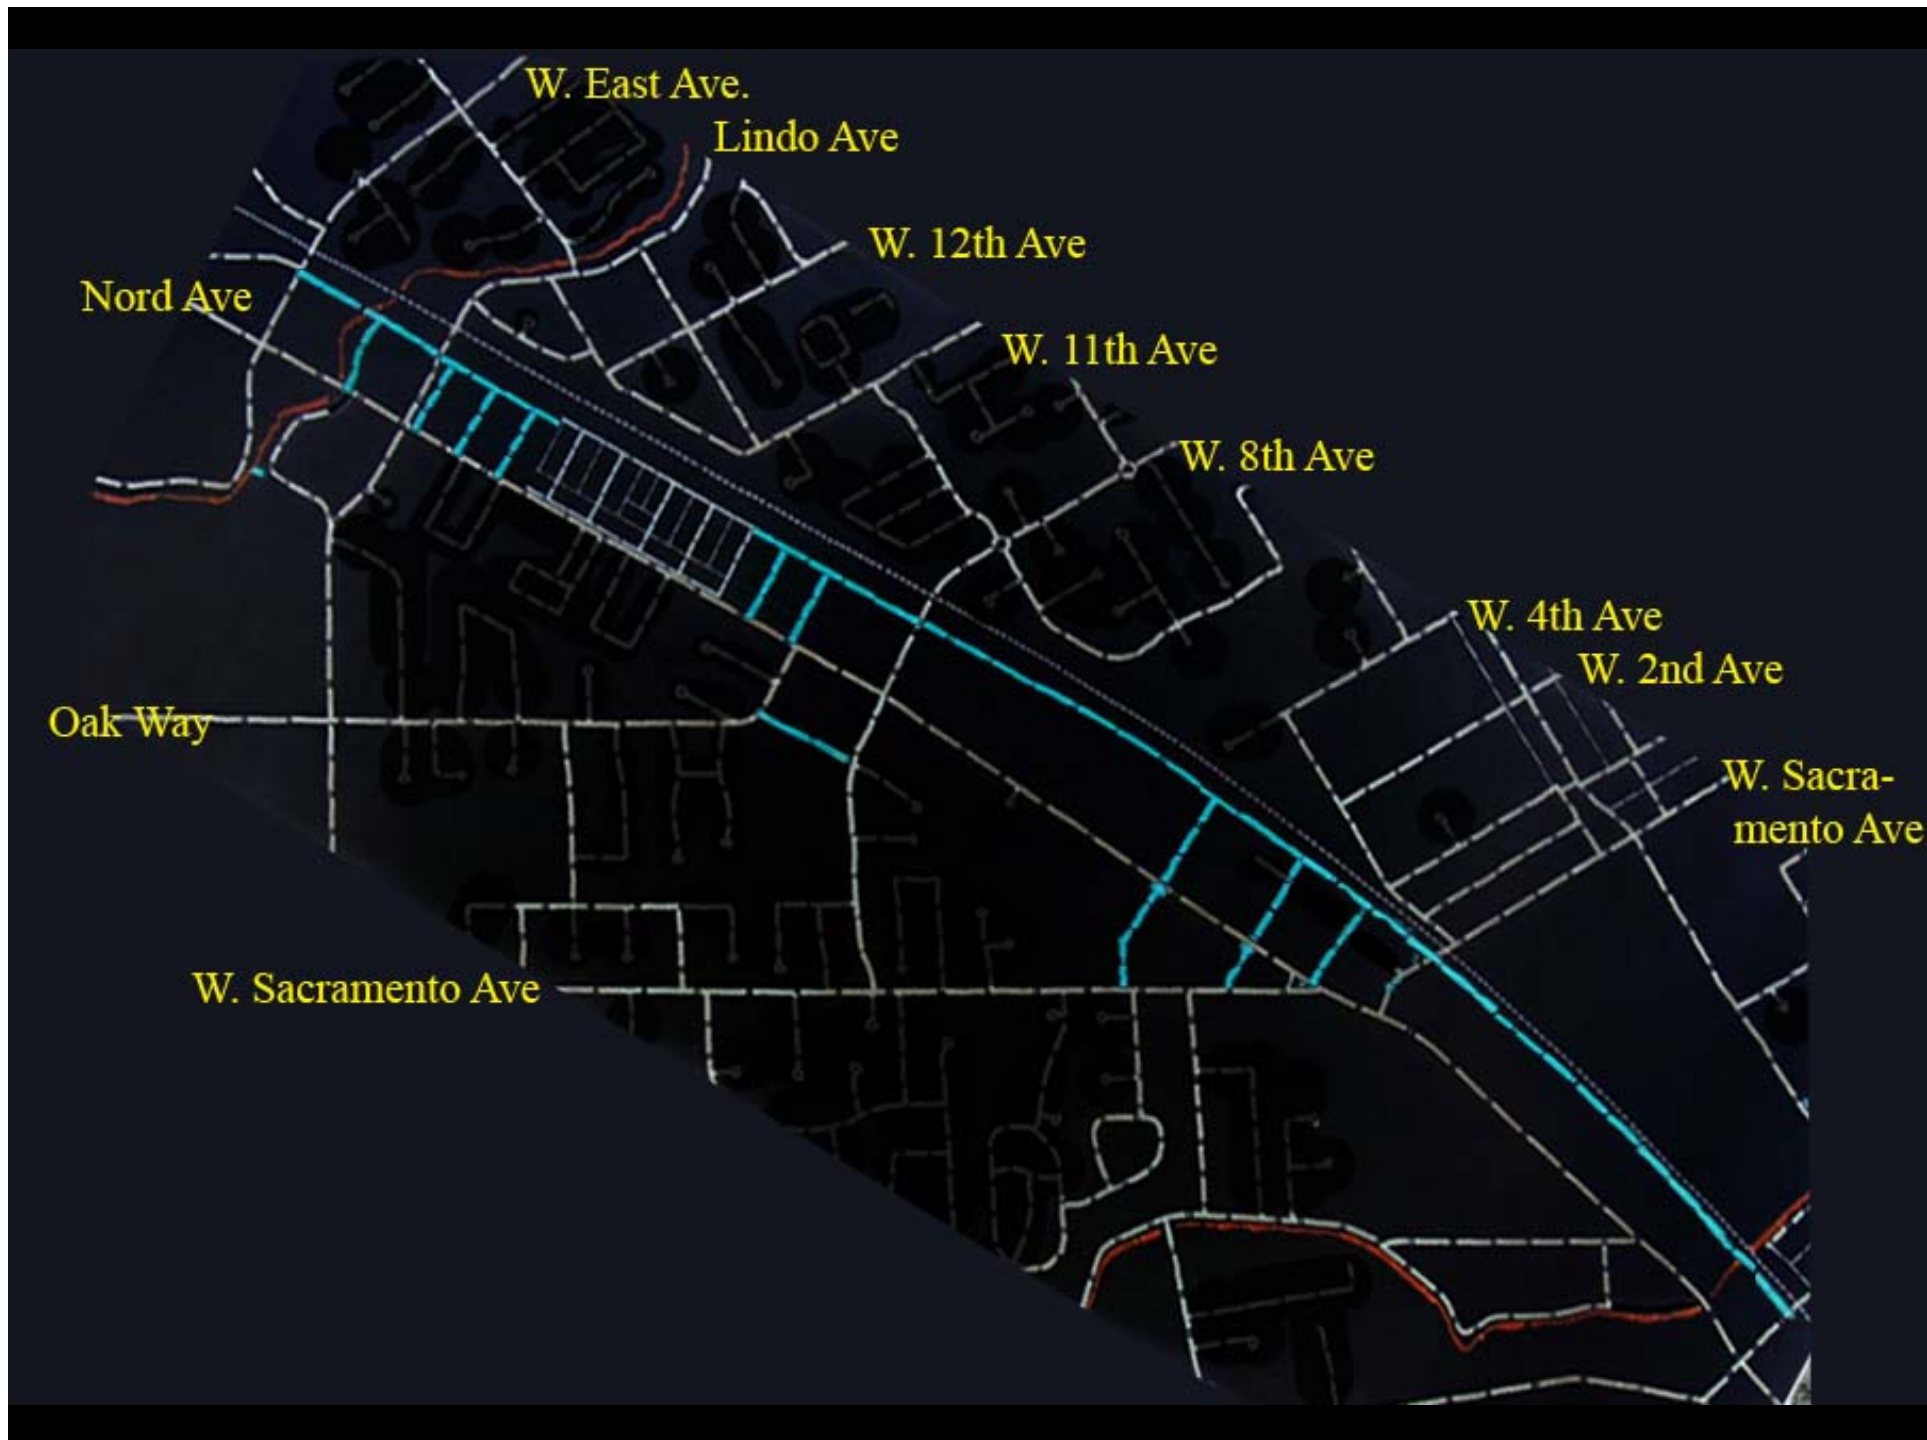 W. East Ave.
Lindo Ave
W. 12th Ave
Nord Ave
W. 11th Ave
W. 8th Ave
W. 4th Ave
W. 2nd Ave
Oak Way
W. Sacra-
mento Ave
W. Sacramento Ave